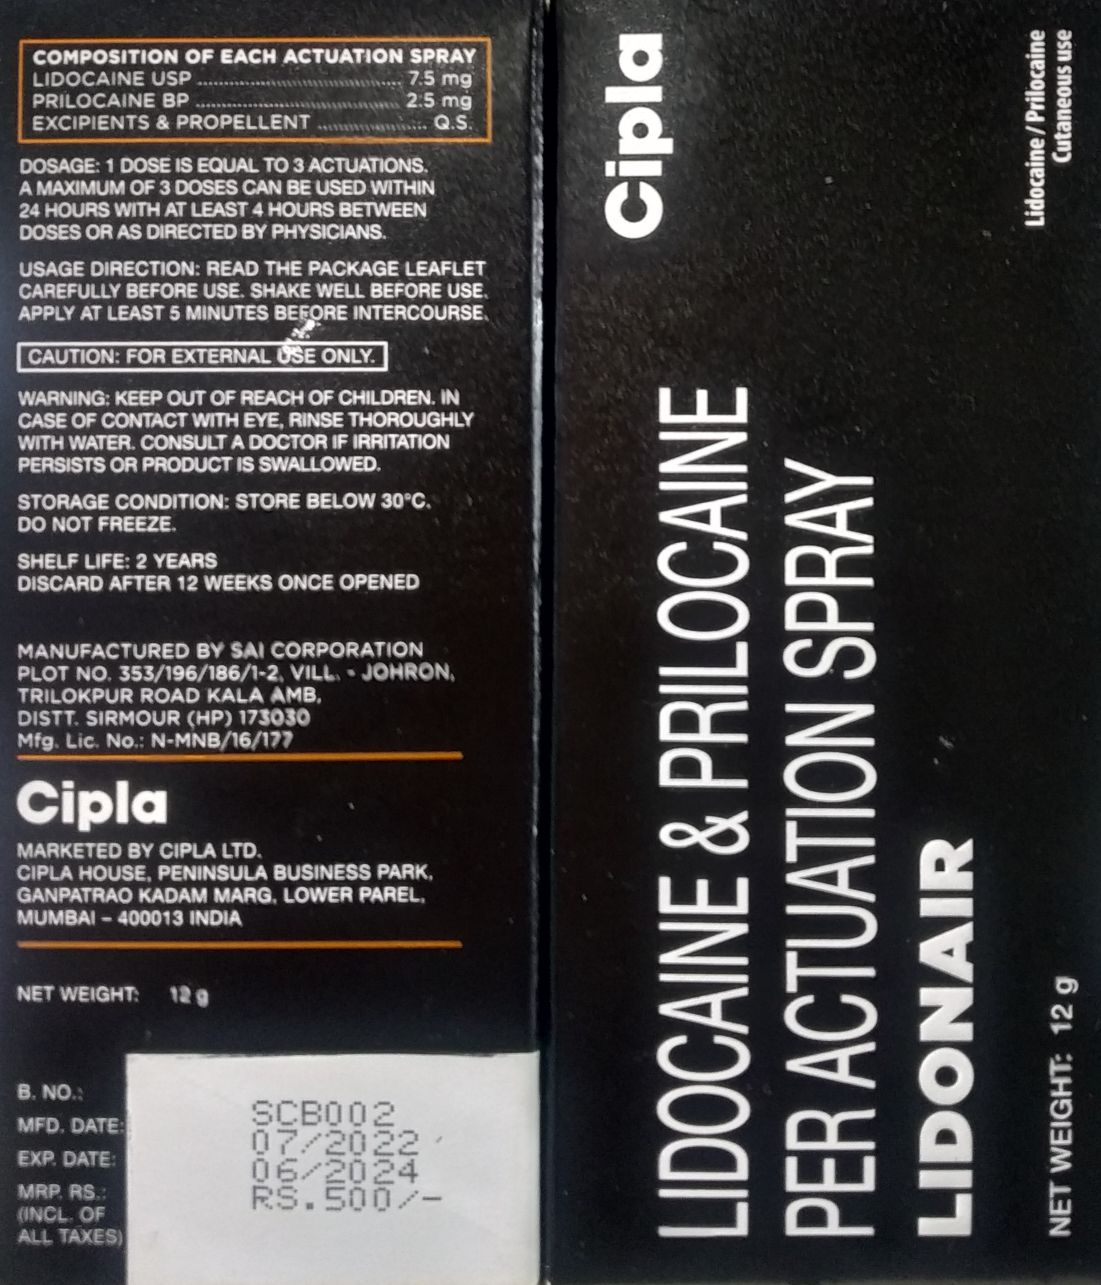 COMPOSITION OF EACH ACTUATION SPRAY
LIDOCAINE USP ........................................ 7.5 mg
PRILOCAINE BP ........................................ 2.5 mg
EXCIPIENTS & PROPELLENT ..................... Q.S.
DOSAGE: 1 DOSE IS EQUAL TO 3 ACTUATIONS.
A MAXIMUM OF 3 DOSES CAN BE USED WITHIN
24 HOURS WITH AT LEAST 4 HOURS BETWEEN
DOSES OR AS DIRECTED BY PHYSICIANS.
USAGE DIRECTION: READ THE PACKAGE LEAFLET
CAREFULLY BEFORE USE. SHAKE WELL BEFORE USE.
APPLY AT LEAST 5 MINUTES BEFORE INTERCOURSE.
CAUTION: FOR EXTERNAL USE ONLY.
WARNING: KEEP OUT OF REACH OF CHILDREN. IN
CASE OF CONTACT WITH EYE, RINSE THOROUGHLY
WITH WATER. CONSULT A DOCTOR IF IRRITATION
PERSISTS OR PRODUCT IS SWALLOWED.
STORAGE CONDITION: STORE BELOW 30°C.
DO NOT FREEZE.
SHELF LIFE: 2 YEARS
DISCARD AFTER 12 WEEKS ONCE OPENED
MANUFACTURED BY SAI CORPORATION
PLOT NO. 353/196/186/1-2, VILL. - JOHRON,
TRILOKPUR ROAD KALA AMB,
DISTT. SIRMOUR (HP) 173030
Mfg. Lic. No.: N-MNB/16/177
Cipla
MARKETED BY CIPLA LTD.
CIPLA HOUSE, PENINSULA BUSINESS PARK,
GANPATRAO KADAM MARG, LOWER PAREL,
MUMBAI – 400013 INDIA
NET WEIGHT: 12 g
B. NO.: SCB002
MFD. DATE: 07/2022
EXP. DATE: 06/2024
MRP. RS.: RS.500/-
(INCL. OF
ALL TAXES)
Cipla
LIDOCAINE & PRILOCAINE
PER ACTUATION SPRAY
LIDONAIR
Lidocaine / Prilocaine
Cutaneous use
NET WEIGHT: 12 g